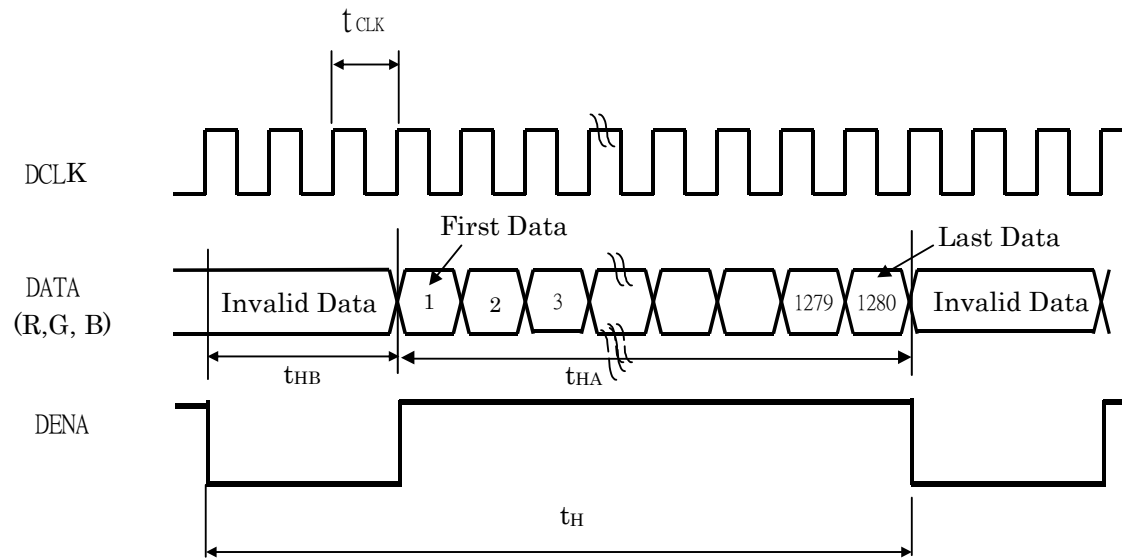 tCLK
DCLK
First Data
Last Data
DATA
(R,G, B)
Invalid Data
1
2
3
1279
1280
Invalid Data
tHB
tHA
DENA
tH